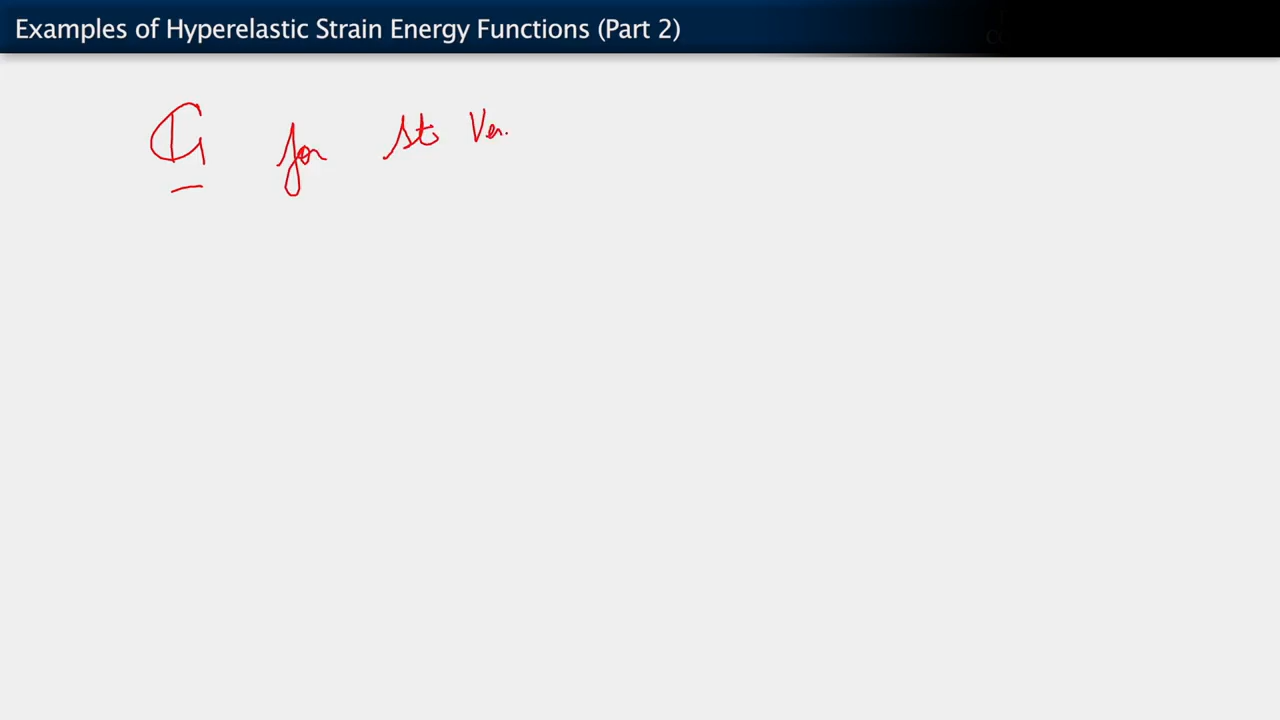 Examples of Hyperelastic Strain Energy Functions (Part 2)
ℂ for St Ven.